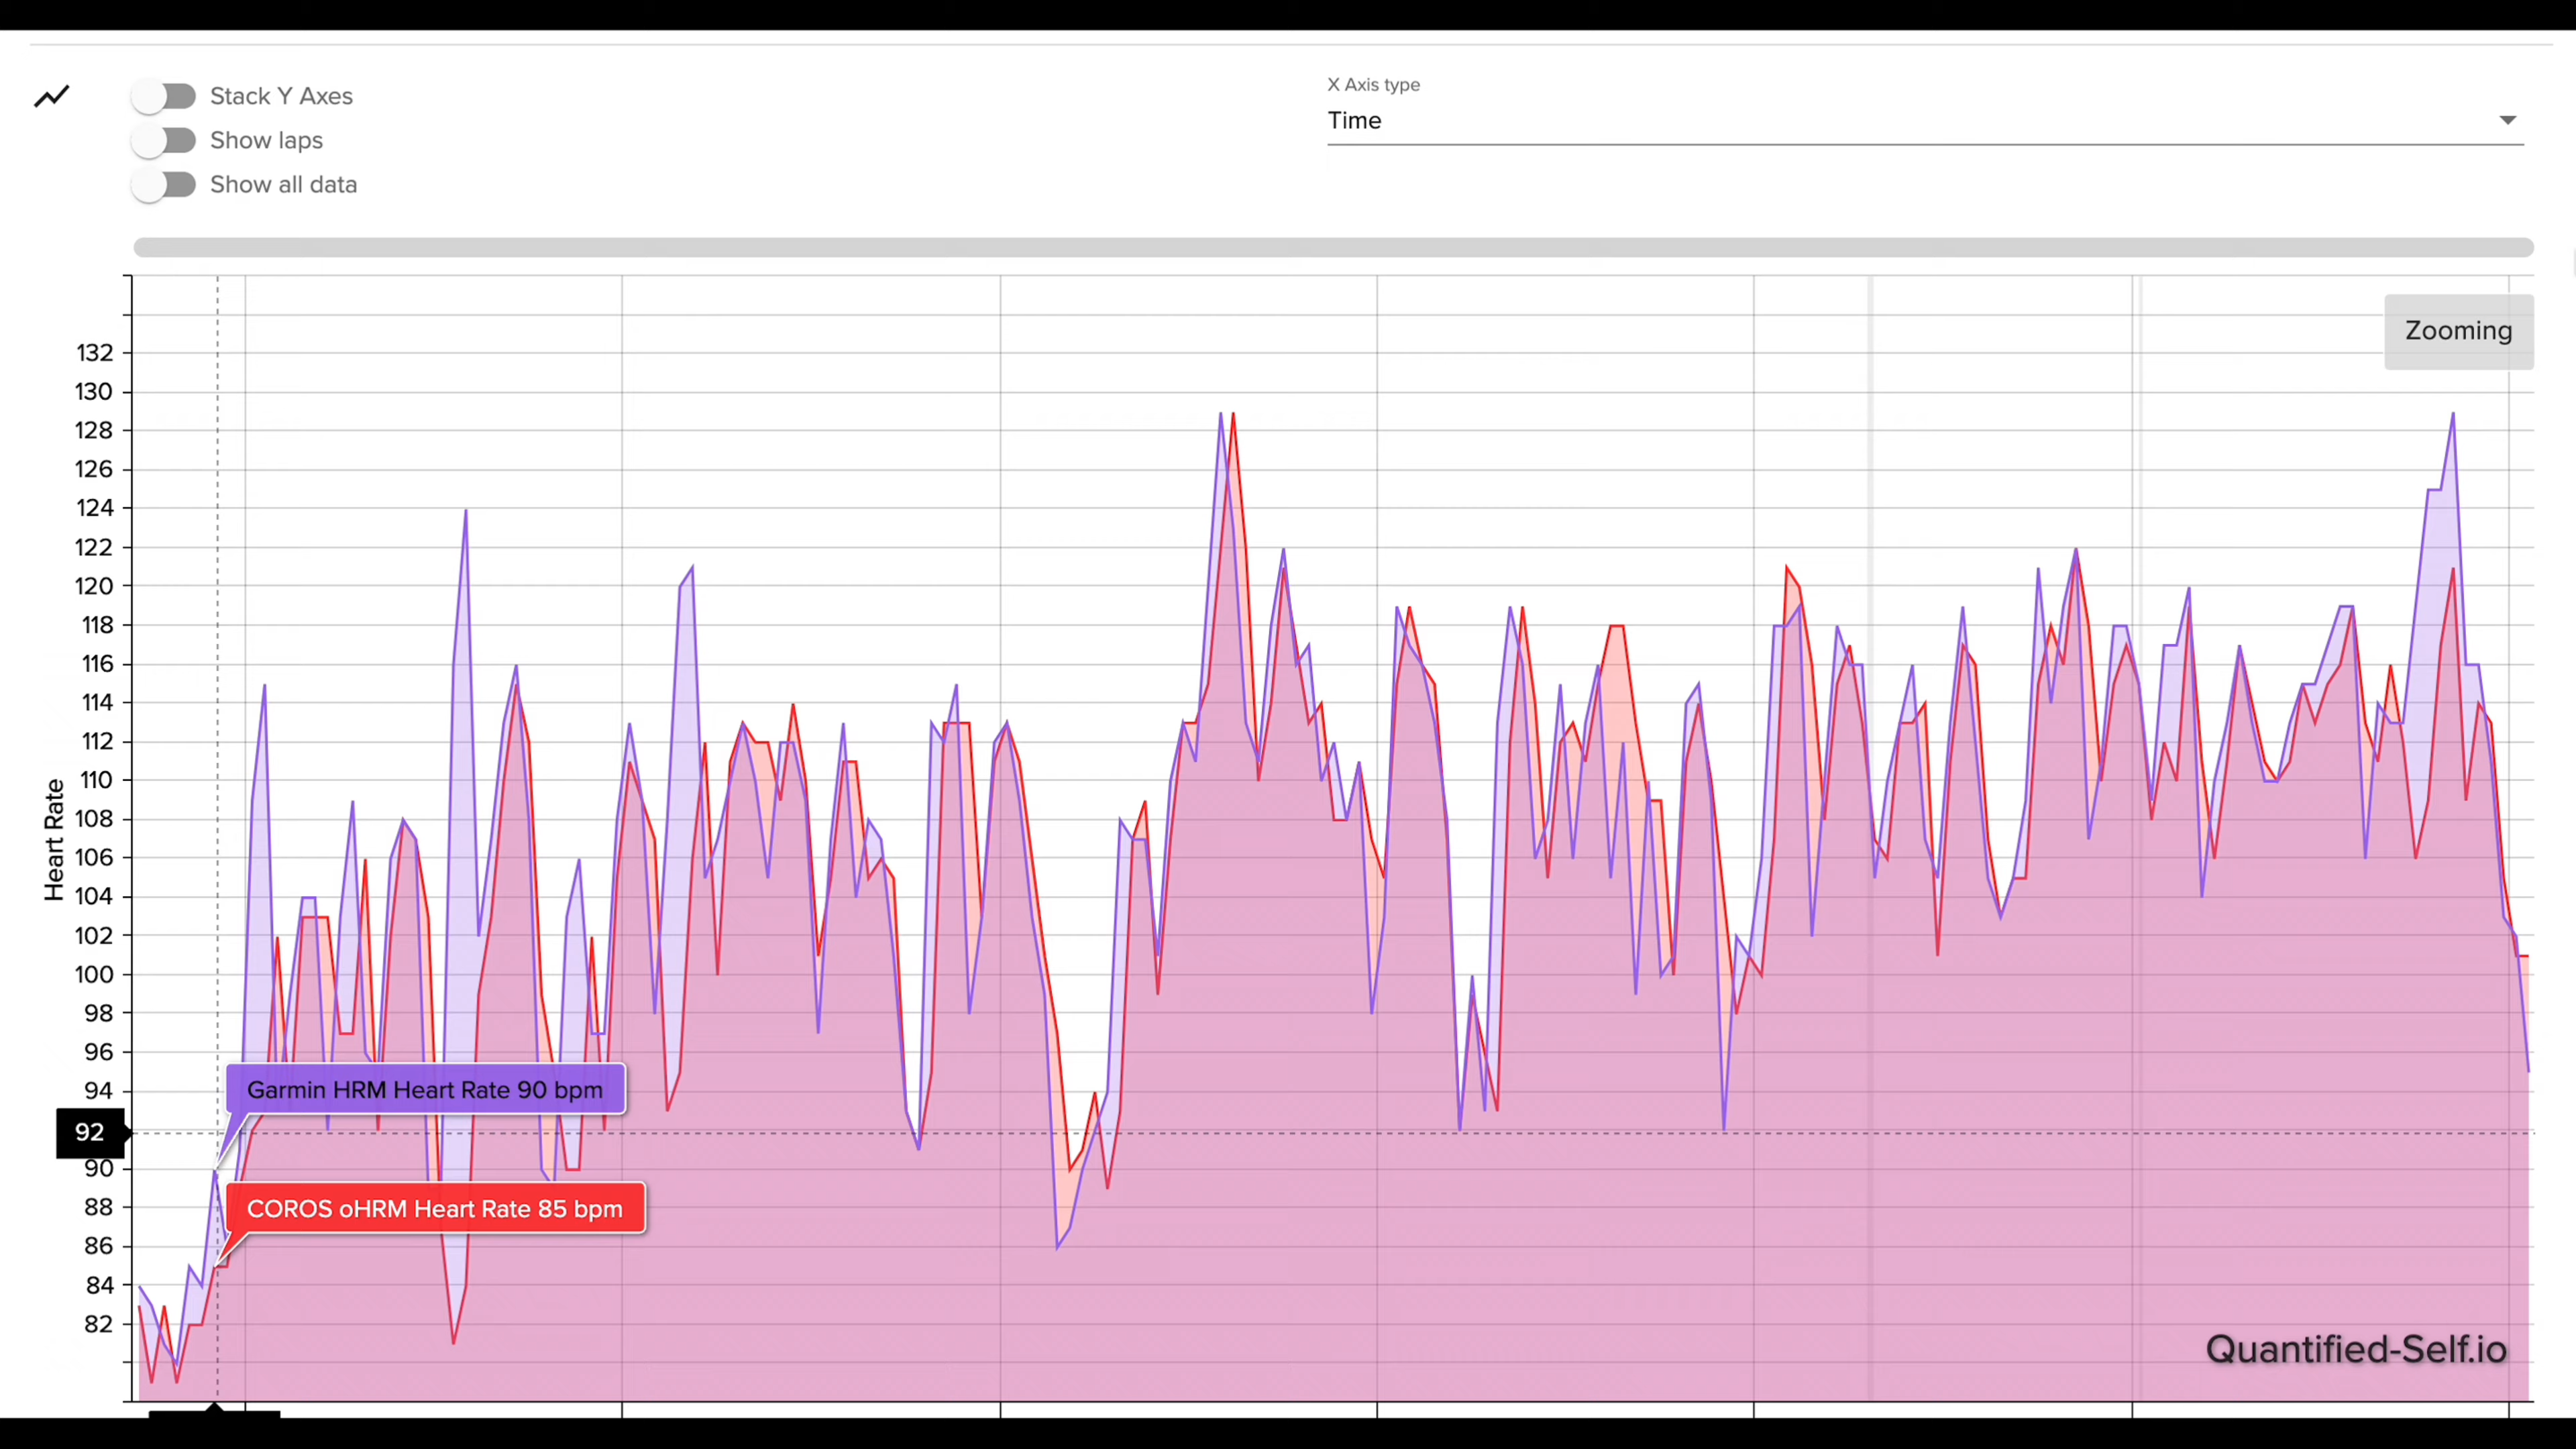 Stack Y Axes
Show laps
Show all data
X Axis type
Time
Zooming
132
130
128
126
124
122
120
118
116
114
112
110
108
106
104
102
100
98
96
94
92
90
88
86
84
82
Heart Rate
Garmin HRM Heart Rate 90 bpm
COROS oHRM Heart Rate 85 bpm
Quantified-Self.io